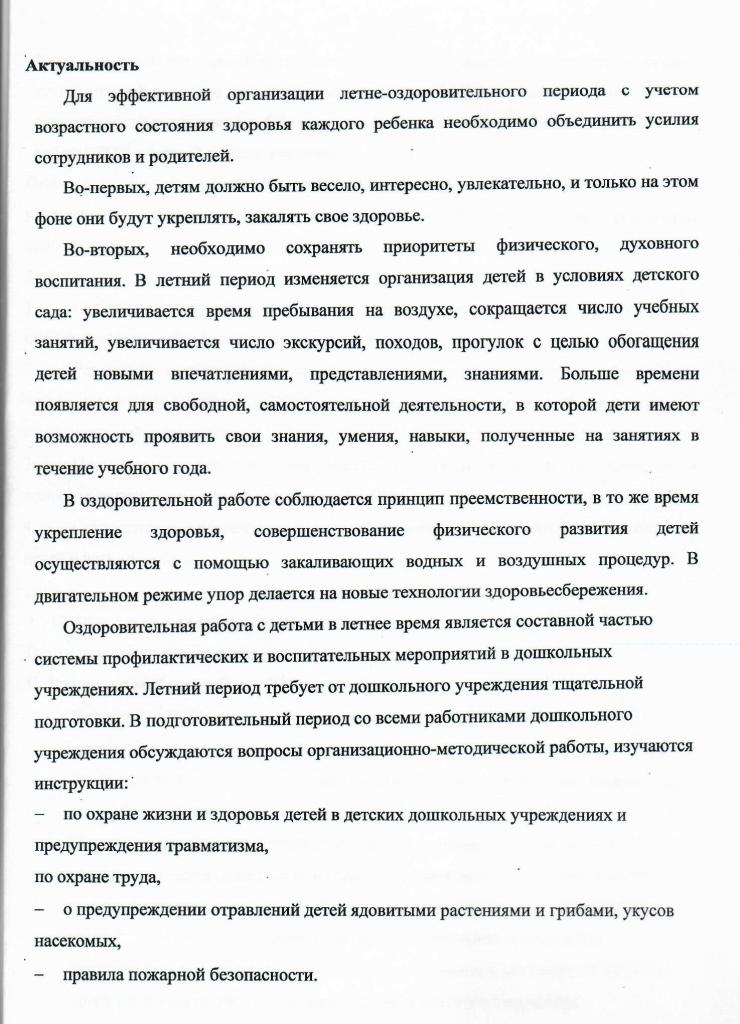 Актуальность
Для эффективной организации летне-оздоровительного периода с учетом
возрастного состояния здоровья каждого ребенка необходимо объединить усилия
сотрудников и родителей.
Во-первых, детям должно быть весело, интересно, увлекательно, и только на этом
фоне они будут укреплять, закалять свое здоровье.
Во-вторых, необходимо сохранять приоритеты физического, духовного
воспитания. В летний период изменяется организация детей в условиях детского
сада: увеличивается время пребывания на воздухе, сокращается число учебных
занятий, увеличивается число экскурсий, походов, прогулок с целью обогащения
детей новыми впечатлениями, представлениями, знаниями. Больше времени
появляется для свободной, самостоятельной деятельности, в которой дети имеют
возможность проявить свои знания, умения, навыки, полученные на занятиях в
течение учебного года.
В оздоровительной работе соблюдается принцип преемственности, в то же время
укрепление здоровья, совершенствование физического развития детей
осуществляются с помощью закаливающих водных и воздушных процедур. В
двигательном режиме упор делается на новые технологии здоровьесбережения.
Оздоровительная работа с детьми в летнее время является составной частью
системы профилактических и воспитательных мероприятий в дошкольных
учреждениях. Летний период требует от дошкольного учреждения тщательной
подготовки. В подготовительный период со всеми работниками дошкольного
учреждения обсуждаются вопросы организационно-методической работы, изучаются
инструкции:
– по охране жизни и здоровья детей в детских дошкольных учреждениях и
предупреждения травматизма,
по охране труда,
– о предупреждении отравлений детей ядовитыми растениями и грибами, укусов
насекомых,
– правила пожарной безопасности.